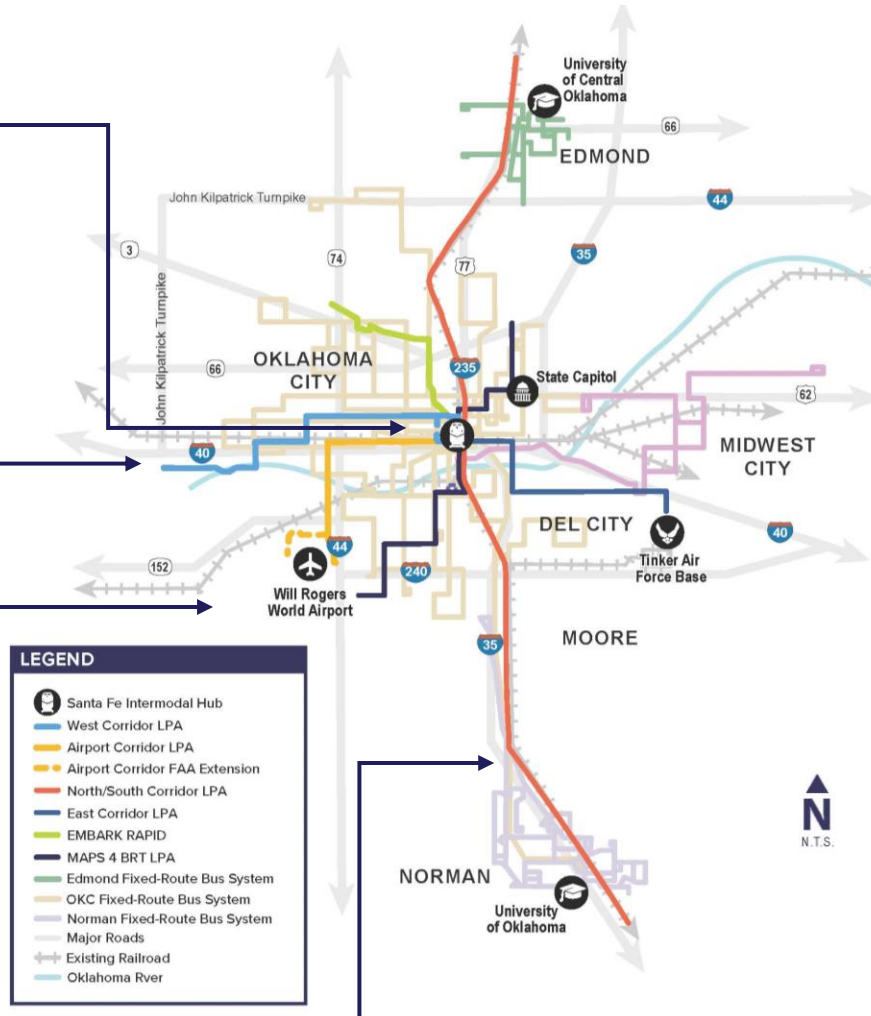 University
of Central
Oklahoma
66
EDMOND
John Kilpatrick Turnpike
44
3
74
77
35
John Kilpatrick Turnpike
66
OKLAHOMA
CITY
235
State Capitol
62
MIDWEST
CITY
40
DEL CITY
40
Tinker Air
Force Base
152
44
240
Will Rogers
World Airport
35
MOORE
LEGEND
Santa Fe Intermodal Hub
West Corridor LPA
Airport Corridor LPA
Airport Corridor FAA Extension
North/South Corridor LPA
East Corridor LPA
EMBARK RAPID
MAPS 4 BRT LPA
Edmond Fixed-Route Bus System
OKC Fixed-Route Bus System
Norman Fixed-Route Bus System
Major Roads
Existing Railroad
Oklahoma Rver
N
N.T.S.
NORMAN
University
of Oklahoma